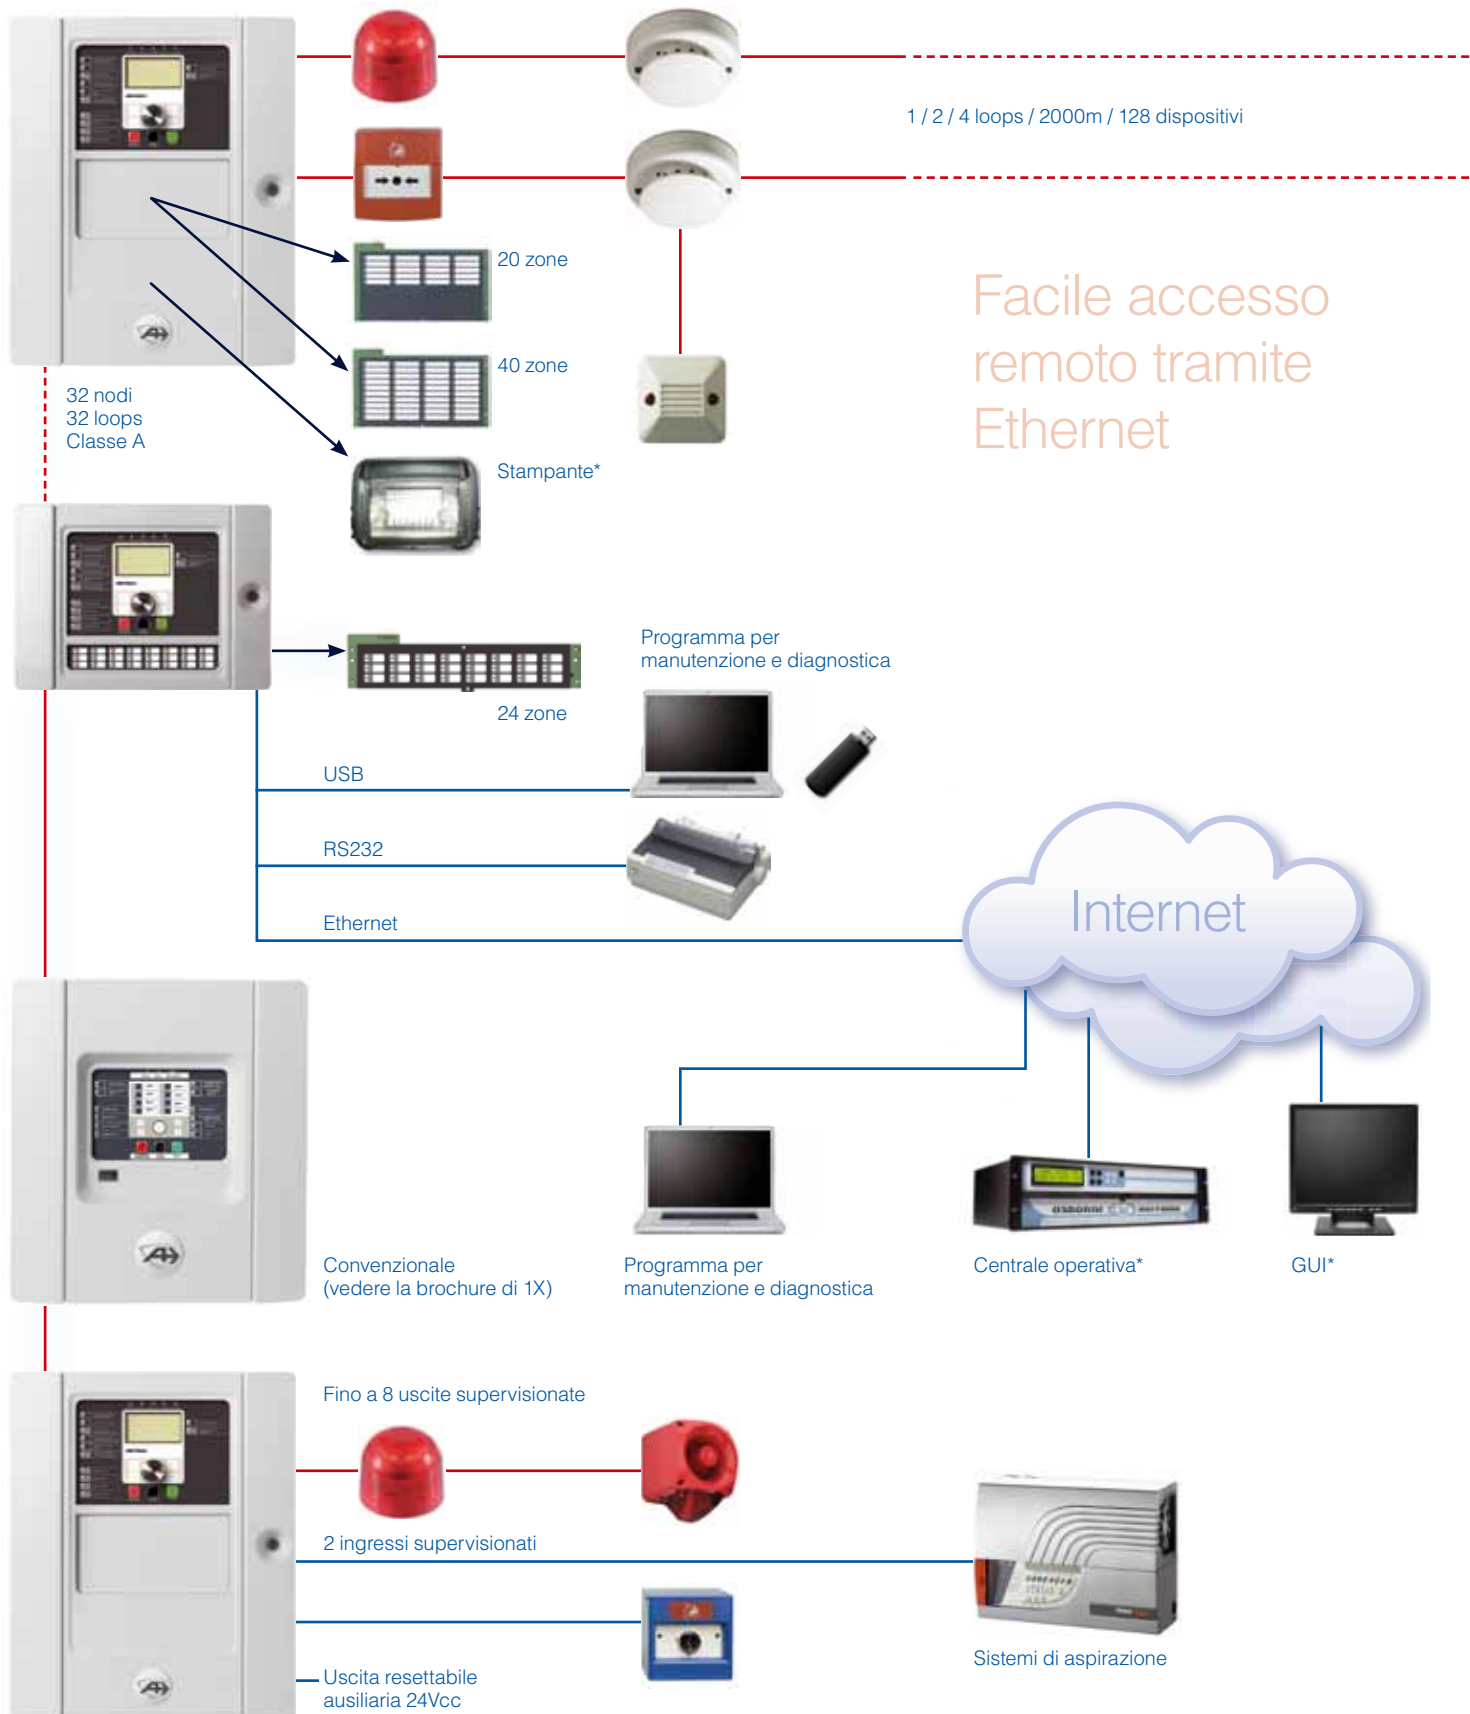 1 / 2 / 4 loops / 2000m / 128 dispositivi
20 zone
Facile accesso
remoto tramite
Ethernet
40 zone
32 nodi
32 loops
Classe A
Stampante*
Programma per
manutenzione e diagnostica
24 zone
USB
RS232
Ethernet
Internet
Convenzionale
(vedere la brochure di 1X)
Programma per
manutenzione e diagnostica
Centrale operativa*
GUI*
Fino a 8 uscite supervisionate
2 ingressi supervisionati
Sistemi di aspirazione
Uscita resettabile
ausiliaria 24Vcc